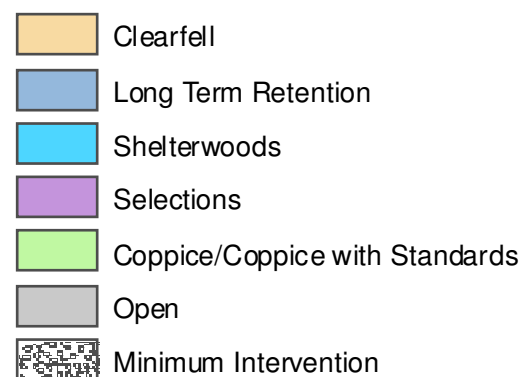 Clearfell
Long Term Retention
Shelterwoods
Selections
Coppice/Coppice with Standards
Open
Minimum Intervention